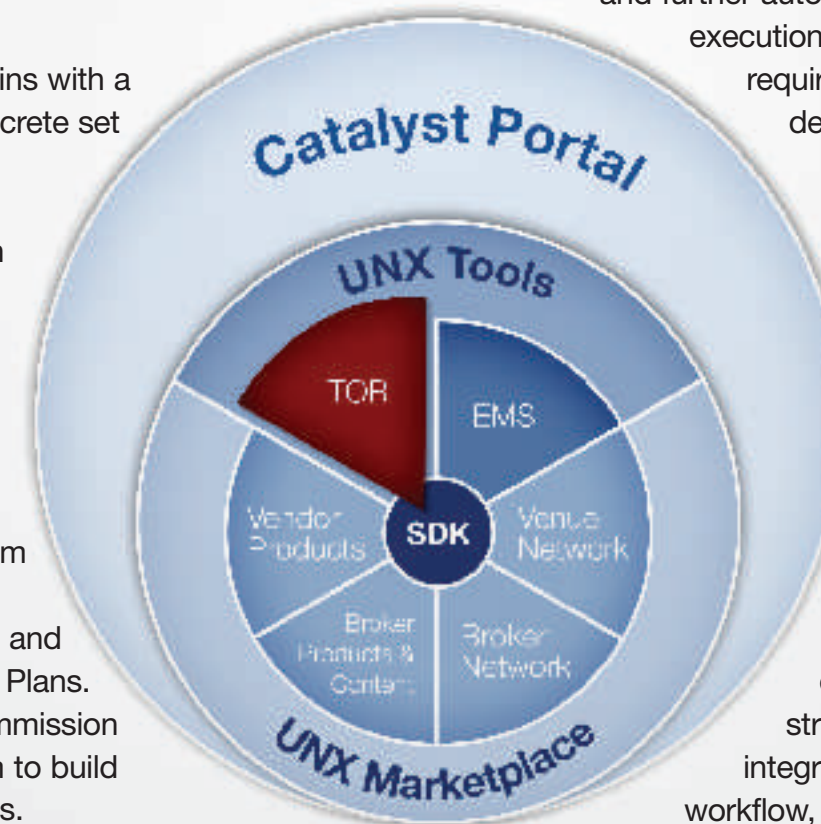 and further auto
execution
requir
de
ins with a
crete set
n
m
and
Plans.
mmission
n to build
s.
Catalyst Portal
UNX Tools
TOR
EMS
Vendor
Products
SDK
Venue
Network
Broker
Products &
Content
Broker
Network
UNX Marketplace
str
integr
workflow,